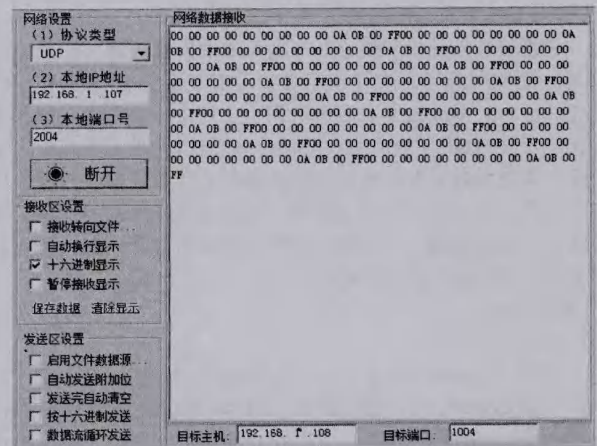 网络设置
(1) 协议类型
UDP
(2) 本地IP地址
192.168. 1 .107
(3) 本地端口号
2004
断开
接收区设置
接收转向文件...
自动换行显示
十六进制显示
暂停接收显示
保存数据 清除显示
发送区设置
启用文件数据源...
自动发送附加位
发送完自动清空
按十六进制发送
数据流循环发送
网络数据接收
00 00 00 00 00 00 00 00 0A 0B 00 FF00 00 00 00 00 00 00 00 0A
0B 00 FF00 00 00 00 00 00 00 00 0A 0B 00 FF00 00 00 00 00 00
00 00 0A 0B 00 FF00 00 00 00 00 00 00 00 0A 0B 00 FF00 00 00
00 00 00 00 00 0A 0B 00 FF00 00 00 00 00 00 00 00 0A 0B 00 FF00
00 00 00 00 00 00 00 0A 0B 00 FF00 00 00 00 00 00 00 00 0A 0B
00 FF00 00 00 00 00 00 00 00 0A 0B 00 FF00 00 00 00 00 00 00
00 0A 0B 00 FF00 00 00 00 00 00 00 00 0A 0B 00 FF00 00 00 00
00 00 00 00 0A 0B 00 FF00 00 00 00 00 00 00 00 0A 0B 00 FF00 00
00 00 00 00 00 00 0A 0B 00 FF00 00 00 00 00 00 00 00 0A 0B 00
FF
目标主机: 192.168. 1 .108
目标端口: 1004